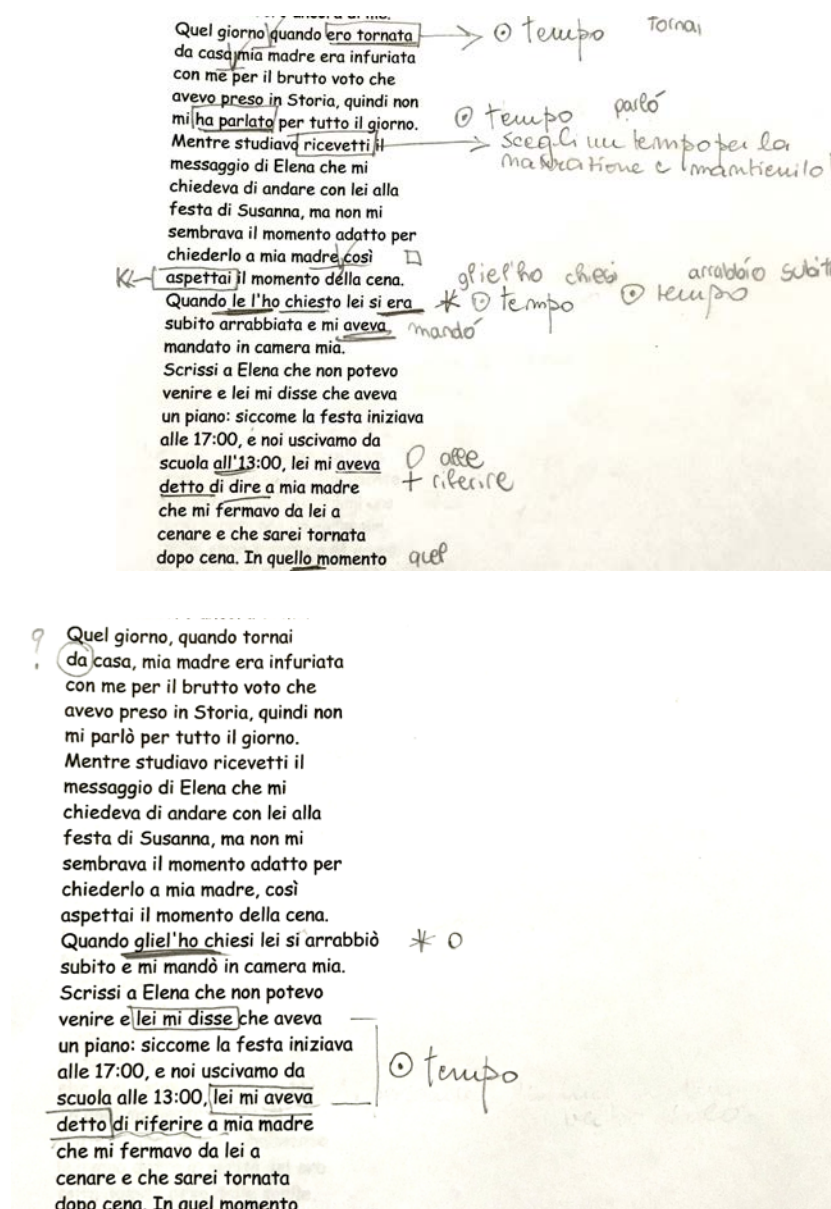 Quel giorno quando ero tornata → ⊙ tempo tornai
da casa mia madre era infuriata
con me per il brutto voto che
avevo preso in Storia, quindi non
mi ha parlato per tutto il giorno. ⊙ tempo parló
Mentre studiavo ricevetti il → scegli un tempo per la
messaggio di Elena che mi narrazione e mantienilo
chiedeva di andare con lei alla
festa di Susanna, ma non mi
sembrava il momento adatto per
chiederlo a mia madre così
aspettai il momento della cena. gliel'ho chiesi arrabbiò
Quando le l'ho chiesto lei si era * ⊙ tempo ⊙ tempo
subito arrabbiata e mi aveva mandó
mandato in camera mia.
Scrissi a Elena che non potevo
venire e lei mi disse che aveva
un piano: siccome la festa iniziava
alle 17:00, e noi uscivamo da
scuola all'13:00, lei mi aveva O alle
detto di dire a mia madre + riferire
che mi fermavo da lei a
cenare e che sarei tornata
dopo cena. In quello momento quel
? Quel giorno, quando tornai
da casa, mia madre era infuriata
con me per il brutto voto che
avevo preso in Storia, quindi non
mi parlò per tutto il giorno.
Mentre studiavo ricevetti il
messaggio di Elena che mi
chiedeva di andare con lei alla
festa di Susanna, ma non mi
sembrava il momento adatto per
chiederlo a mia madre, così
aspettai il momento della cena.
Quando gliel'ho chiesi lei si arrabbiò * O
subito e mi mandò in camera mia.
Scrissi a Elena che non potevo
venire e lei mi disse che aveva
un piano: siccome la festa iniziava
alle 17:00, e noi uscivamo da ⊙ tempo
scuola alle 13:00, lei mi aveva
detto di riferire a mia madre
che mi fermavo da lei a
cenare e che sarei tornata
dopo cena. In quel momento